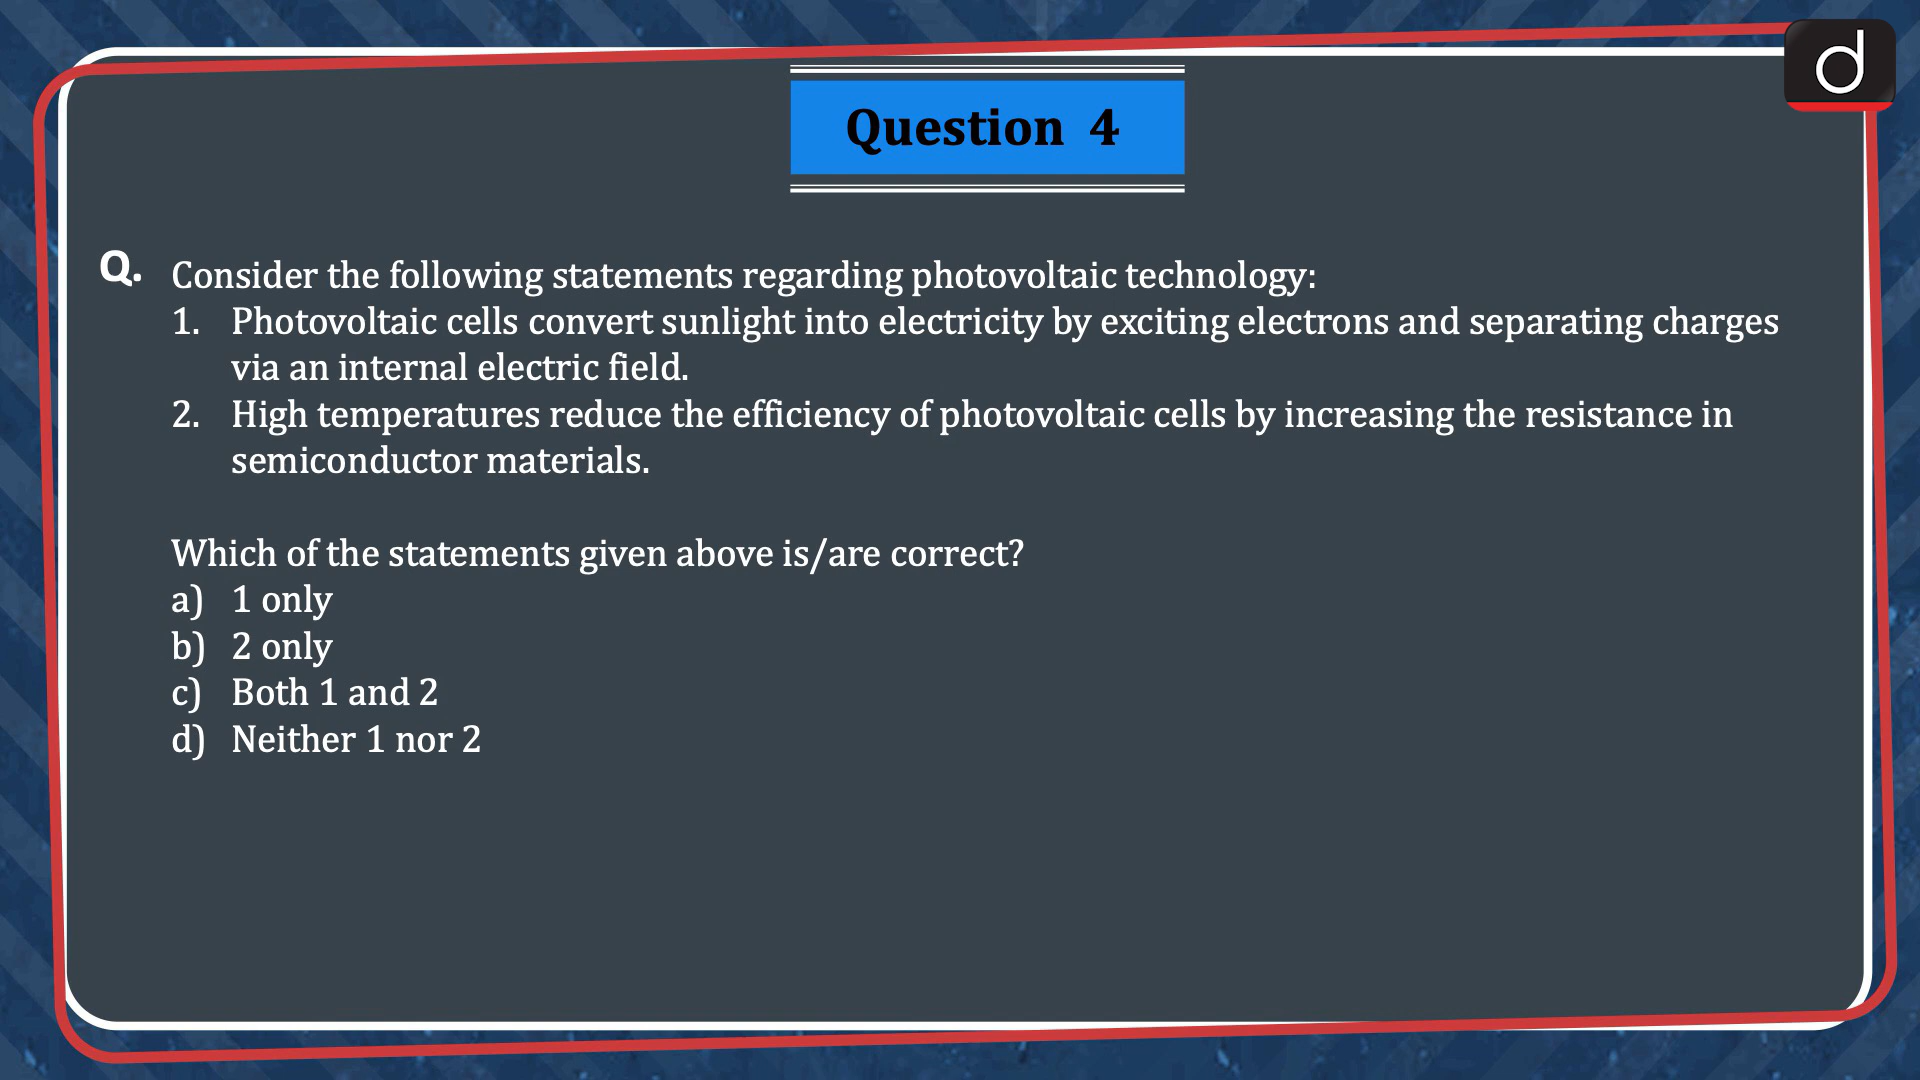 Question 4
Q. Consider the following statements regarding photovoltaic technology:
1. Photovoltaic cells convert sunlight into electricity by exciting electrons and separating charges
via an internal electric field.
2. High temperatures reduce the efficiency of photovoltaic cells by increasing the resistance in
semiconductor materials.
Which of the statements given above is/are correct?
a) 1 only
b) 2 only
c) Both 1 and 2
d) Neither 1 nor 2